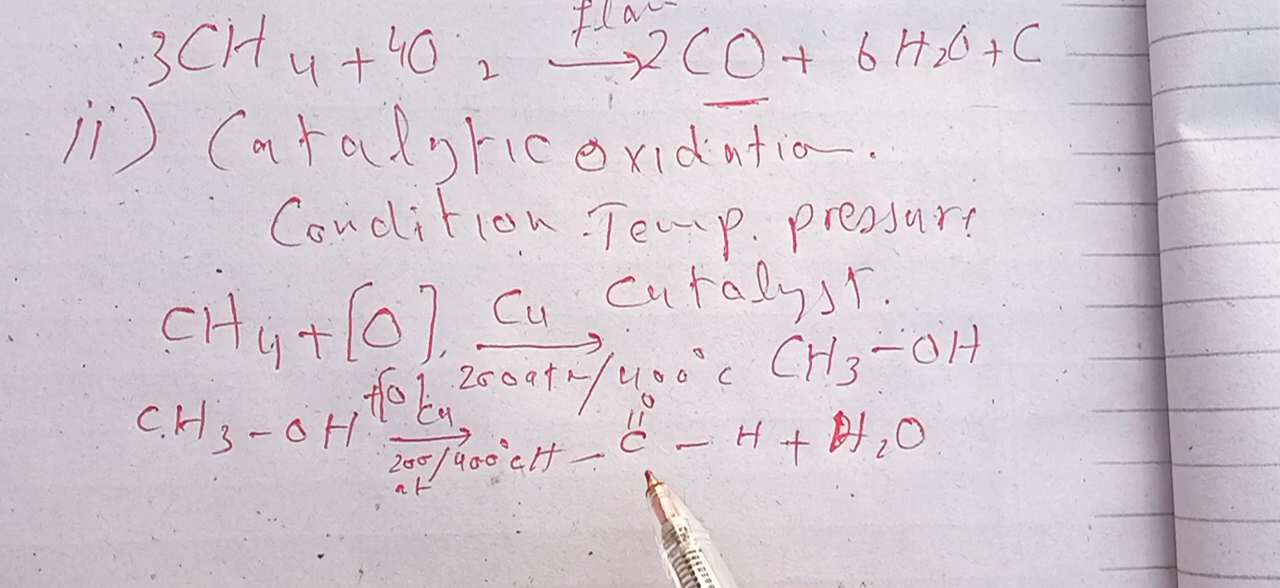 3CH4 + 4O2 ⟶ 2CO + 6H2O + C
ii) Catalytic oxidation.
Condition Temp. pressure
Catalyst.
CH4 + [O] Cu ⟶ 200atm/400°c CH3-OH
CH3-OH + [O] Cu ⟶ 200/400°c at H-C-H + H2O
O